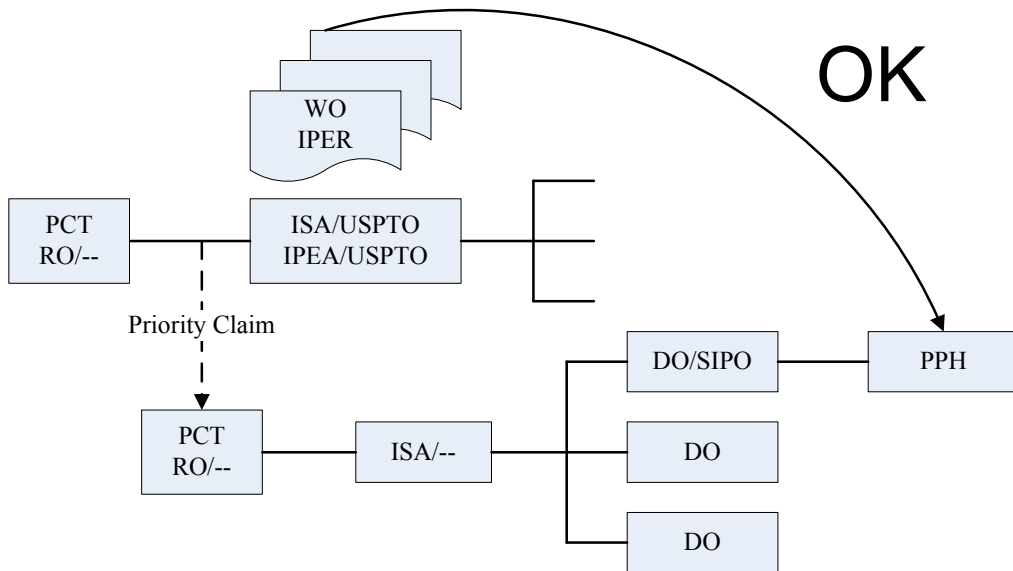 OK
WO
IPER
PCT
RO/--
ISA/USPTO
IPEA/USPTO
Priority Claim
DO/SIPO
PPH
PCT
RO/--
ISA/--
DO
DO